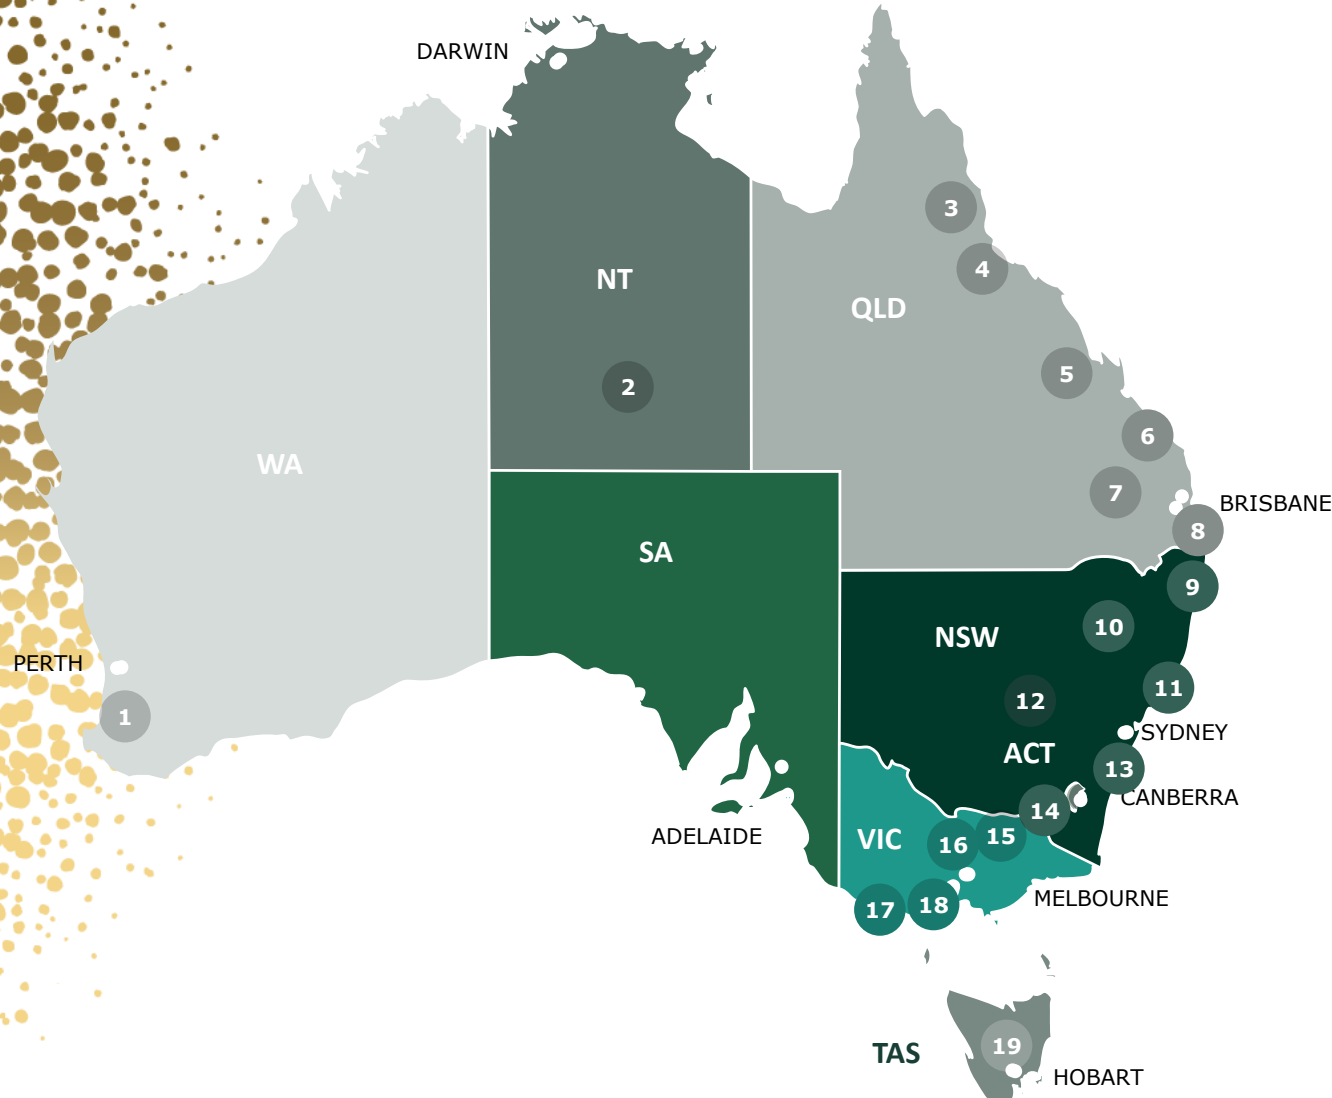 DARWIN
3
4
NT
QLD
5
2
6
WA
7
BRISBANE
8
SA
9
10
NSW
PERTH
11
12
1
SYDNEY
ACT
13
CANBERRA
14
ADELAIDE
VIC
15
16
MELBOURNE
18
17
19
TAS
HOBART